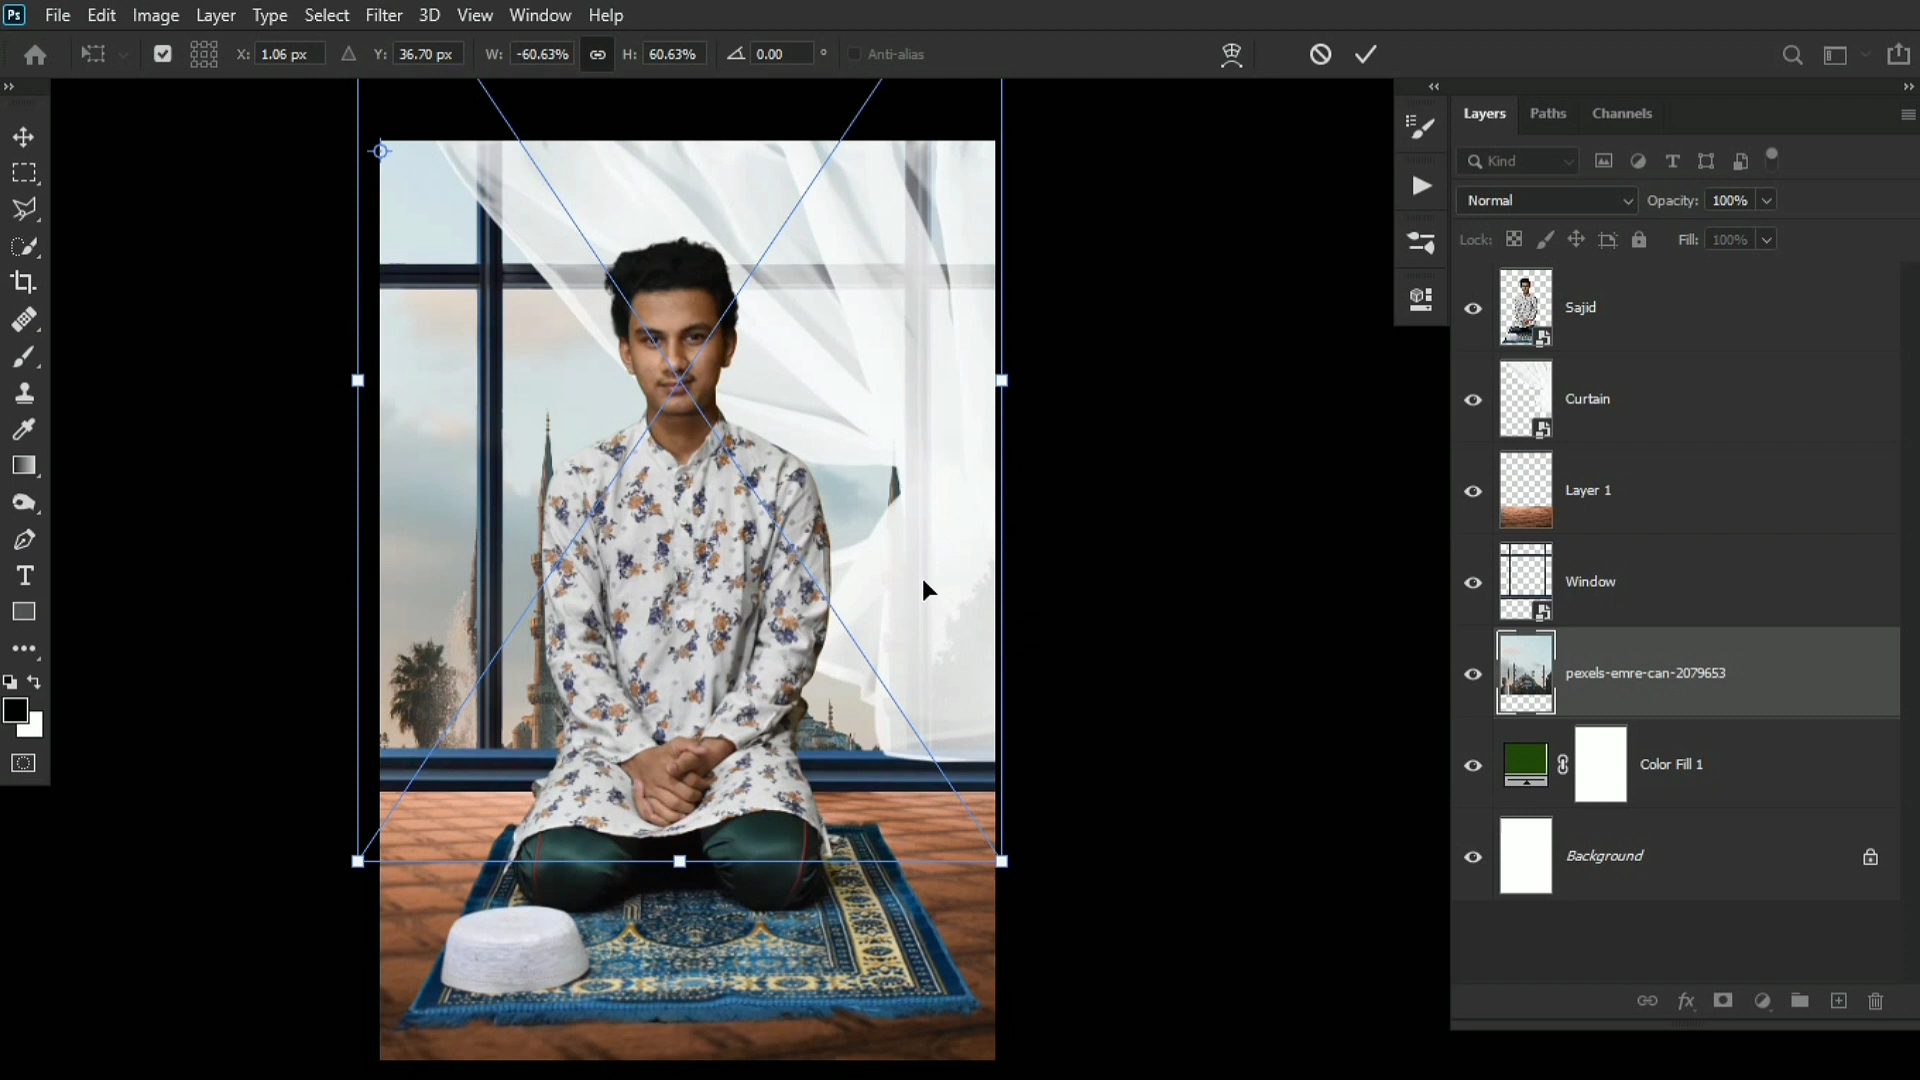 Ps File Edit Image Layer Type Select Filter 3D View Window Help
X: 1.06 px Y: 36.70 px W: -60.63% H: 60.63% 0.00 ° Anti-alias
Layers Paths Channels
Kind
Normal Opacity: 100%
Lock: Fill: 100%
Sajid
Curtain
Layer 1
Window
pexels-emre-can-2079653
Color Fill 1
Background
fx